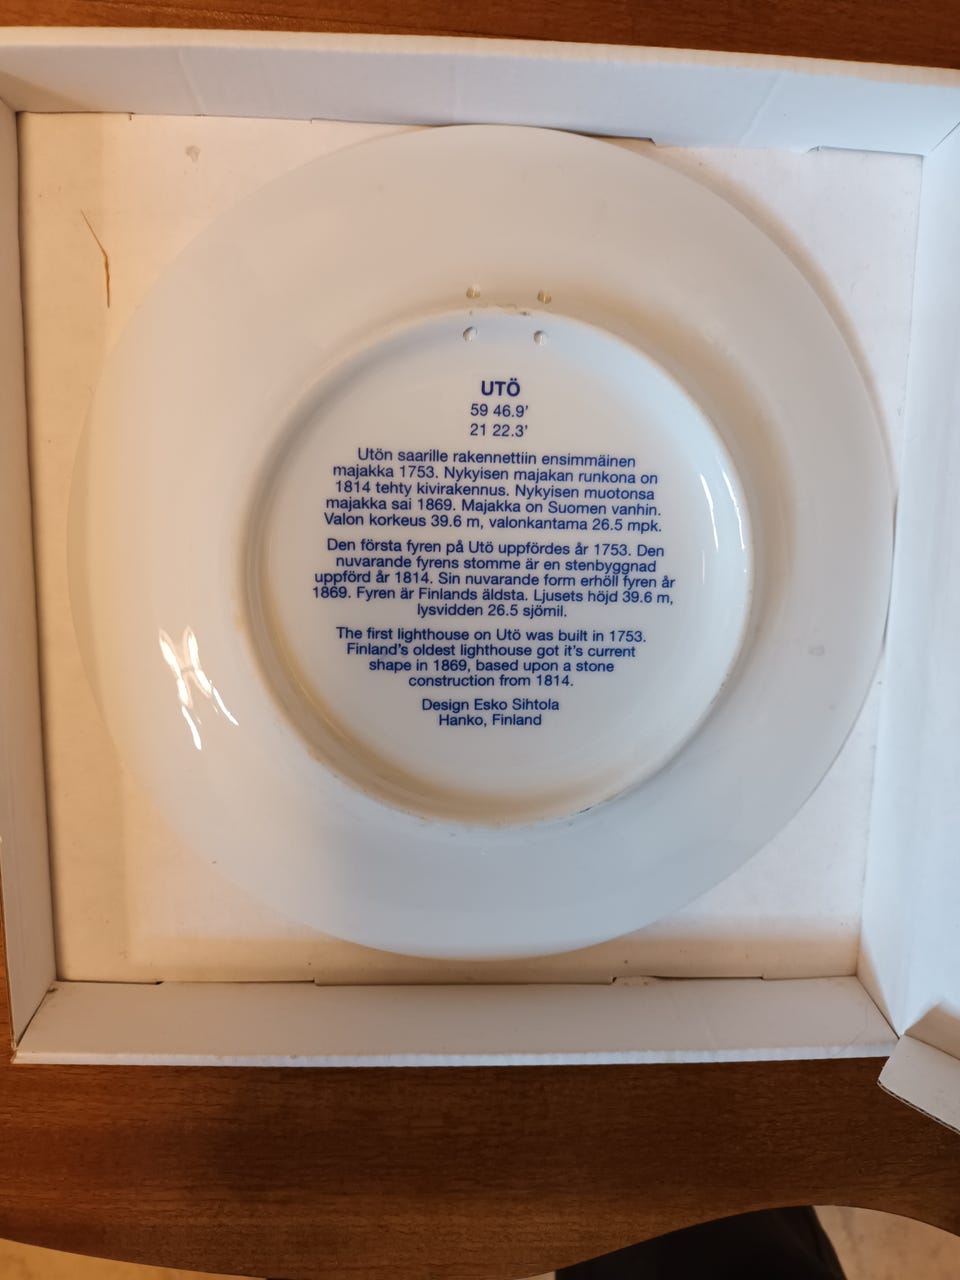 UTÖ
59 46.9'
21 22.3'
Utön saarille rakennettiin ensimmäinen
majakka 1753. Nykyisen majakan runkona on
1814 tehty kivirakennus. Nykyisen muotonsa
majakka sai 1869. Majakka on Suomen vanhin.
Valon korkeus 39.6 m, valonkantama 26.5 mpk.
Den första fyren på Utö uppfördes år 1753. Den
nuvarande fyrens stomme är en stenbyggnad
uppförd år 1814. Sin nuvarande form erhöll fyren år
1869. Fyren är Finlands äldsta. Ljusets höjd 39.6 m,
lysvidden 26.5 sjömil.
The first lighthouse on Utö was built in 1753.
Finland's oldest lighthouse got it's current
shape in 1869, based upon a stone
construction from 1814.
Design Esko Sihtola
Hanko, Finland